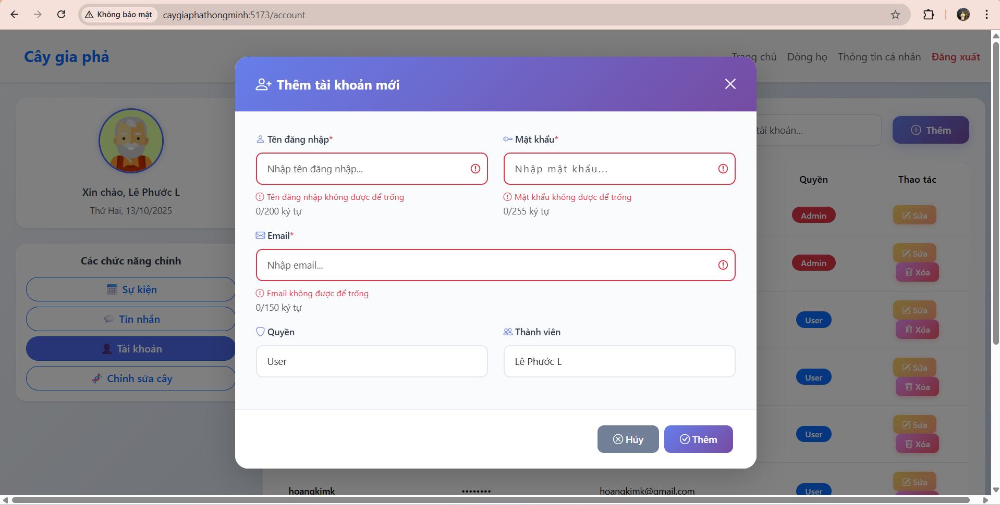 Không bảo mật
caygiaphathongminh:5173/account
Cây gia phả
Trang chủ
Dòng họ
Thông tin cá nhân
Đăng xuất
Xin chào, Lê Phước L
Thứ Hai, 13/10/2025
Các chức năng chính
Sự kiện
Tin nhắn
Tài khoản
Chỉnh sửa cây
Thêm tài khoản mới
Tên đăng nhập*
Nhập tên đăng nhập...
Tên đăng nhập không được để trống
0/200 ký tự
Mật khẩu*
Nhập mật khẩu...
Mật khẩu không được để trống
0/255 ký tự
Email*
Nhập email...
Email không được để trống
0/150 ký tự
Quyền
User
Thành viên
Lê Phước L
Hủy
Thêm
tài khoản...
Thêm
Quyền
Thao tác
Admin
Sửa
Admin
Sửa
Xóa
User
Sửa
Xóa
User
Sửa
Xóa
User
Sửa
Xóa
hoangkimk
••••••••
hoangkimk@gmail.com
User
Sửa